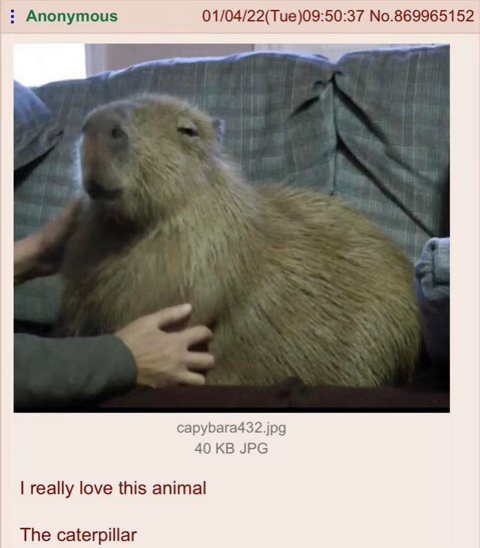 Anonymous 01/04/22(Tue)09:50:37 No.869965152
capybara432.jpg
40 KB JPG
I really love this animal
The caterpillar